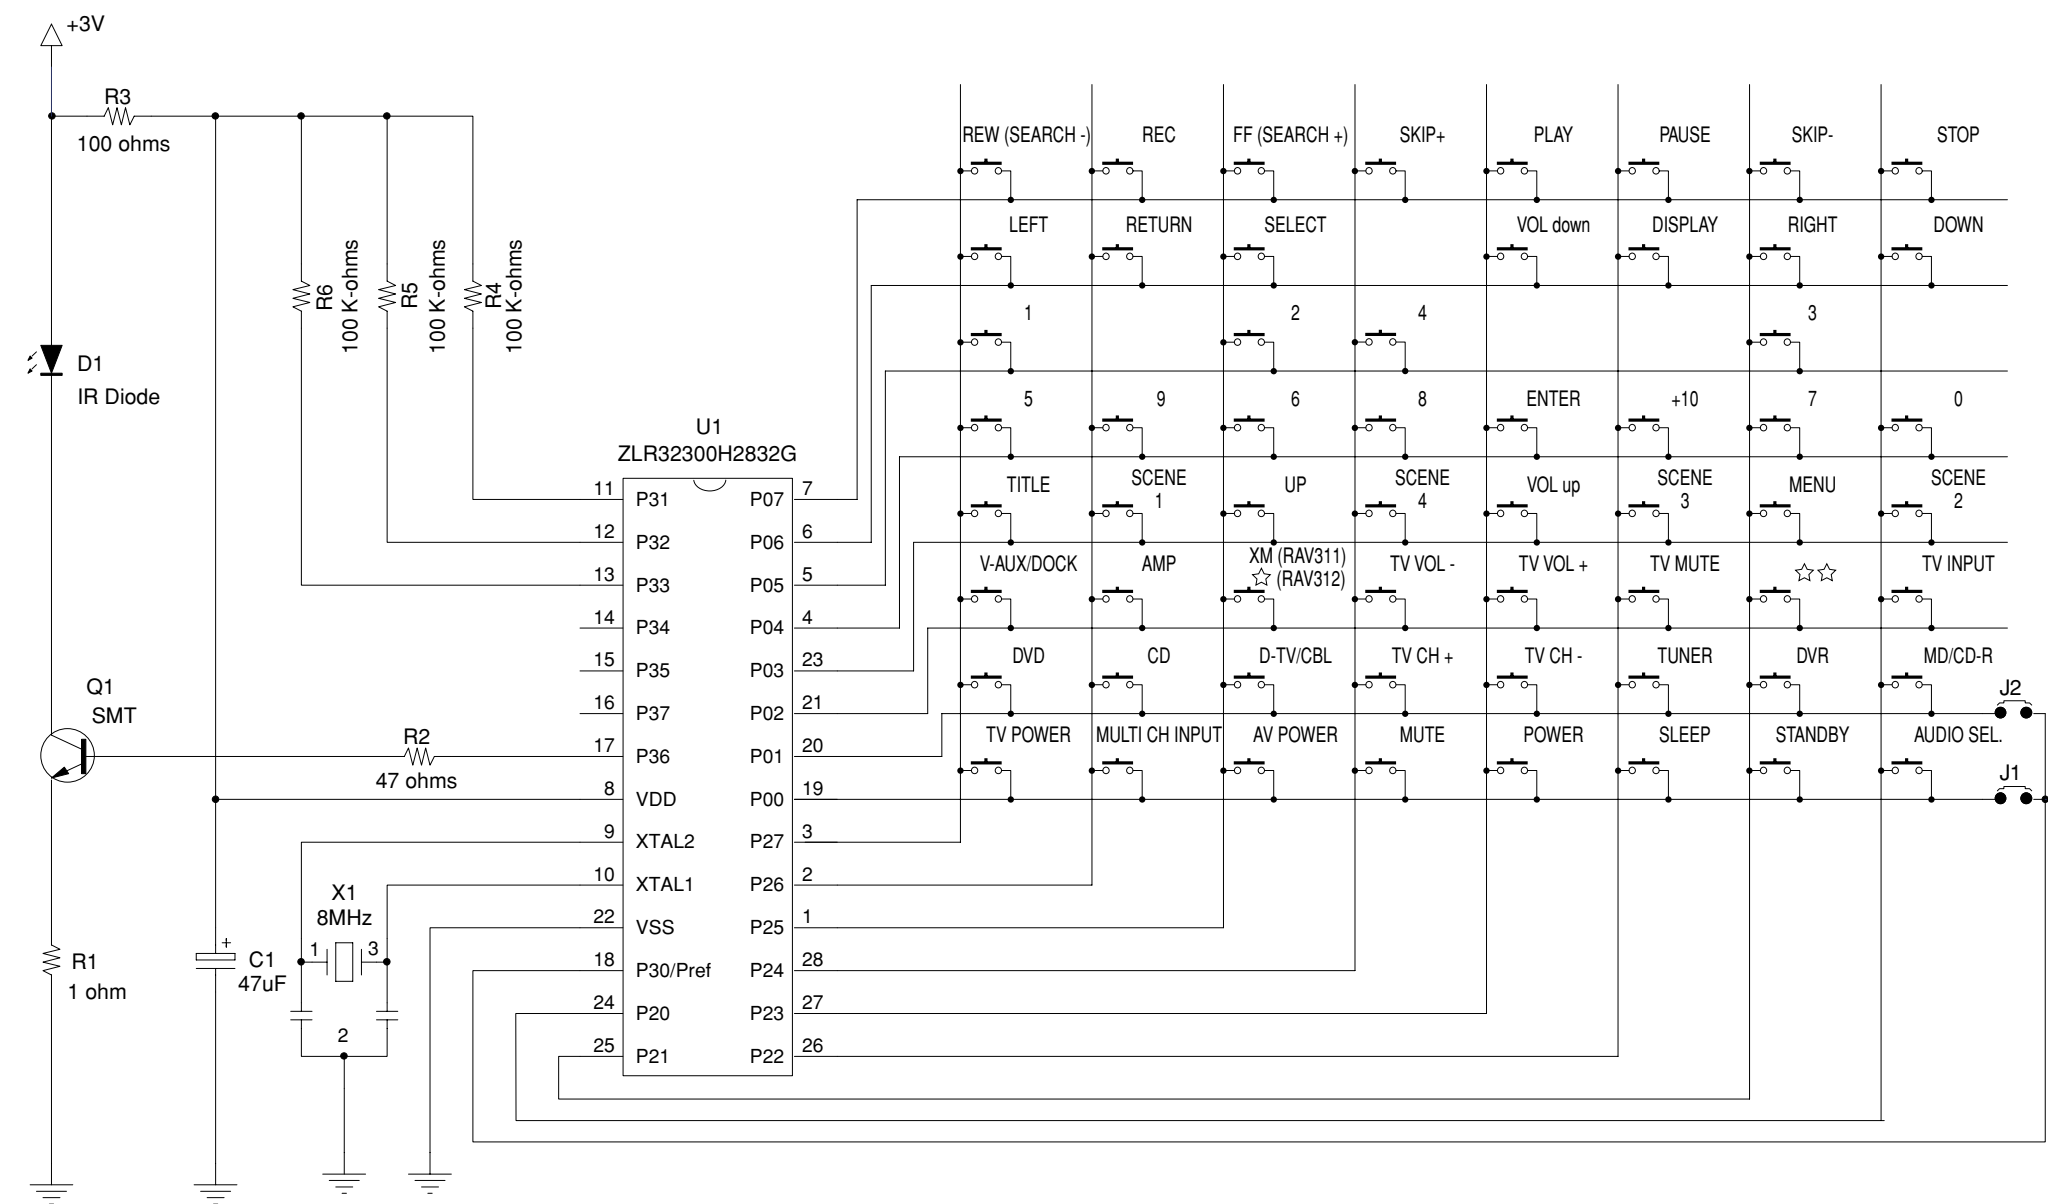 +3V
R3
100 ohms
REW (SEARCH -) REC FF (SEARCH +) SKIP+ PLAY PAUSE SKIP- STOP
LEFT RETURN SELECT VOL down DISPLAY RIGHT DOWN
R6
100 K-ohms
R5
100 K-ohms
R4
100 K-ohms
1 2 4 3
D1
IR Diode
5 9 6 8 ENTER +10 7 0
U1
ZLR32300H2832G
TITLE SCENE 1 UP SCENE 4 VOL up SCENE 3 MENU SCENE 2
11 P31 P07 7
12 P32 P06 6
V-AUX/DOCK AMP XM (RAV311) TV VOL - TV VOL + TV MUTE ☆☆ TV INPUT
☆ (RAV312)
13 P33 P05 5
14 P34 P04 4
DVD CD D-TV/CBL TV CH + TV CH - TUNER DVR MD/CD-R
15 P35 P03 23
J2
Q1
SMT
16 P37 P02 21
TV POWER MULTI CH INPUT AV POWER MUTE POWER SLEEP STANDBY AUDIO SEL.
R2
47 ohms
17 P36 P01 20
J1
8 VDD P00 19
9 XTAL2 P27 3
10 XTAL1 P26 2
X1
8MHz
22 VSS P25 1
1 3
+
C1
47uF
R1
1 ohm
18 P30/Pref P24 28
24 P20 P23 27
2
25 P21 P22 26